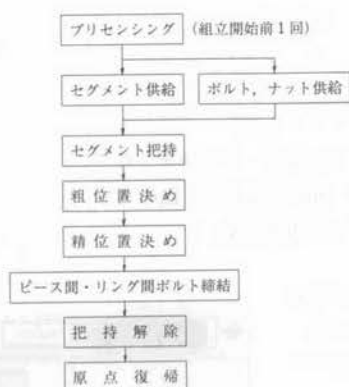 プリセンシング (組立開始前1回)
セグメント供給 ボルト，ナット供給
セグメント把持
粗位置決め
精位置決め
ピース間・リング間ボルト締結
把持解除
原点復帰